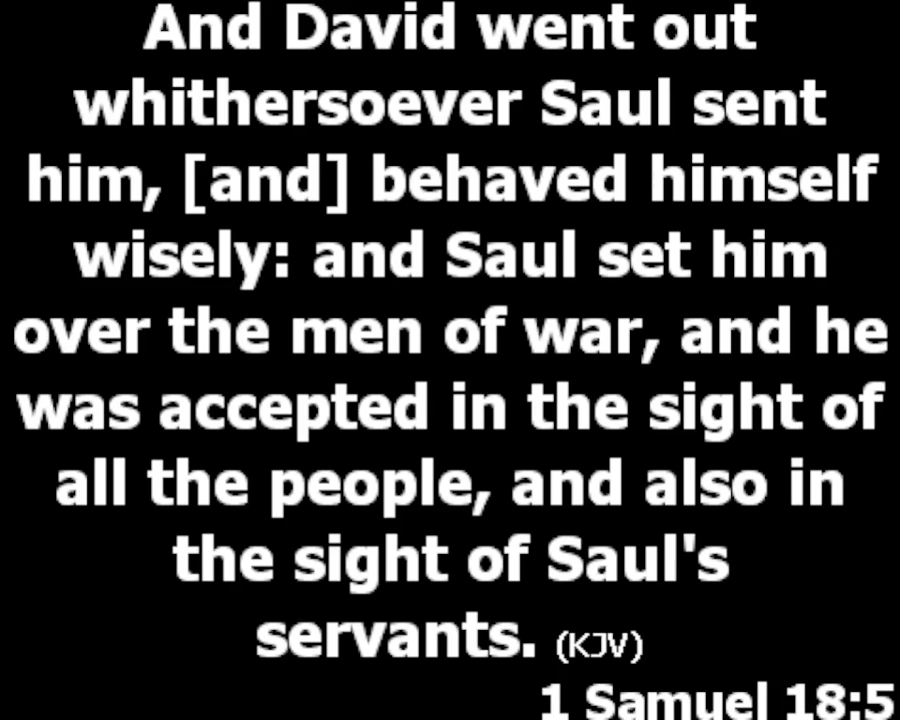 And David went out
whithersoever Saul sent
him, [and] behaved himself
wisely: and Saul set him
over the men of war, and he
was accepted in the sight of
all the people, and also in
the sight of Saul's
servants. (KJV)
1 Samuel 18:5